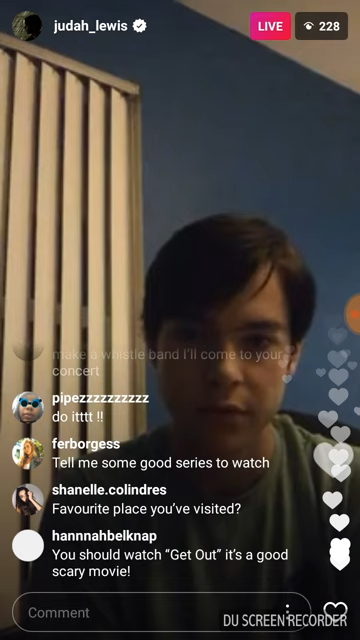 judah_lewis
LIVE
228
make a whistle band I'll come to your
concert
pipezzzzzzzzzz
do itttt !!
ferborgess
Tell me some good series to watch
shanelle.colindres
Favourite place you've visited?
hannnahbelknap
You should watch “Get Out” it's a good
scary movie!
Comment
DU SCREEN RECORDER